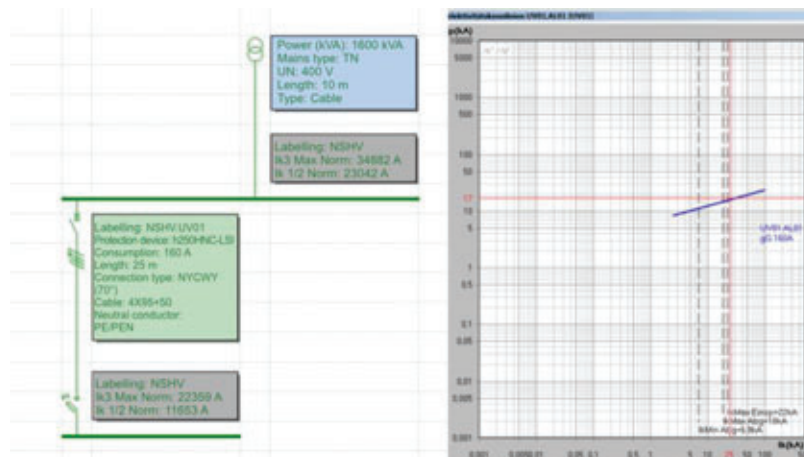 Power (kVA): 1600 kVA
Mains type: TN
UN: 400 V
Length: 10 m
Type: Cable
Labelling: NSHV
Ik3 Max Norm: 34882 A
Ik 1/2 Norm: 23042 A
Labelling: NSHV.UV01
Protection device: h250HNC-LSI
Consumption: 160 A
Length: 25 m
Connection type: NYCWY
(70°)
Cable: 4X95+50
Neutral conductor:
PE/PEN
Labelling: NSHV
Ik3 Max Norm: 22359 A
Ik 1/2 Norm: 11653 A
10000
5000
1000
500
100
50
17
10
5
1
0,5
0,1
0,05
0,01
0,005
0,001
UV01.AL01
gG.160A
0.001
0.1
0.5 1
5 10
25
50 100
Ik(kA)